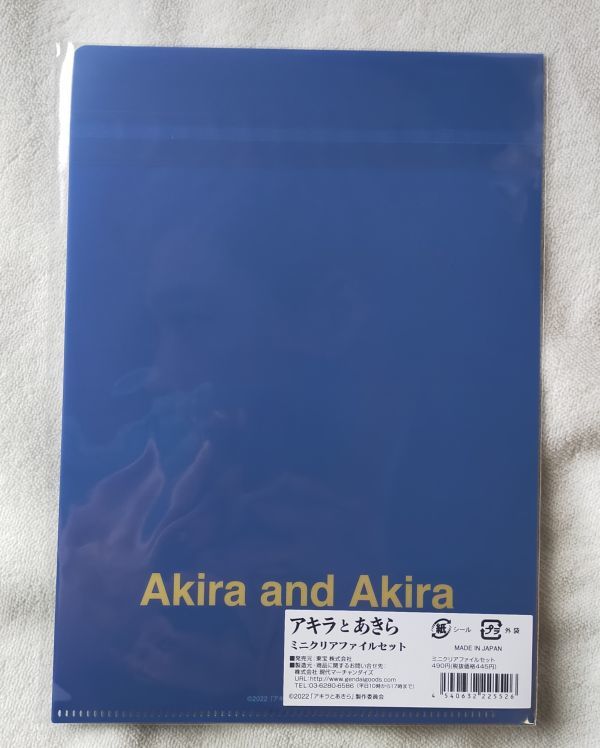 Akira and Akira
アキラとあきら
ミニクリアファイルセット
■発売元:東宝 株式会社
■製造元・商品に関するお問い合せ先:
株式会社 現代マーチャンダイズ
URL:http://www.gendaigoods.com
TEL:03-6280-6586 (平日10時から17時まで)
©2022「アキラとあきら」製作委員会
紙 シール
プラ 外袋
MADE IN JAPAN
ミニクリアファイルセット
490円(税抜価格445円)
4 540632 225526
©2022「アキ